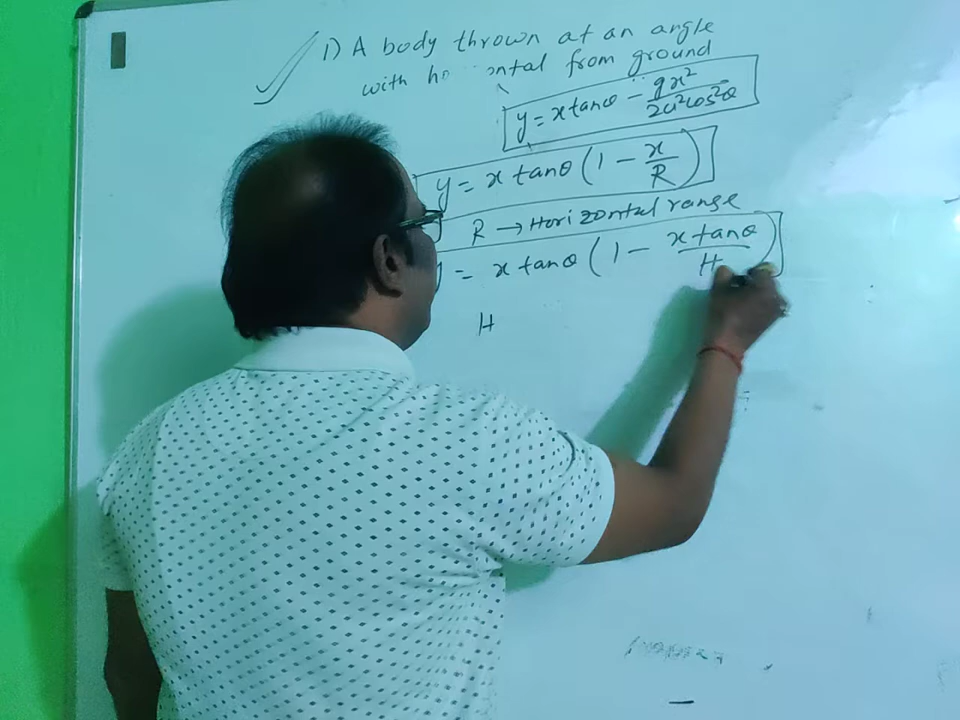 1) A body thrown at an angle
with ho ontal from ground
y = x tanθ − gx²/2u²cos²θ
y = x tanθ (1 − x/R)
R → Horizontal range
= x tanθ (1 − x tanθ/H)
H